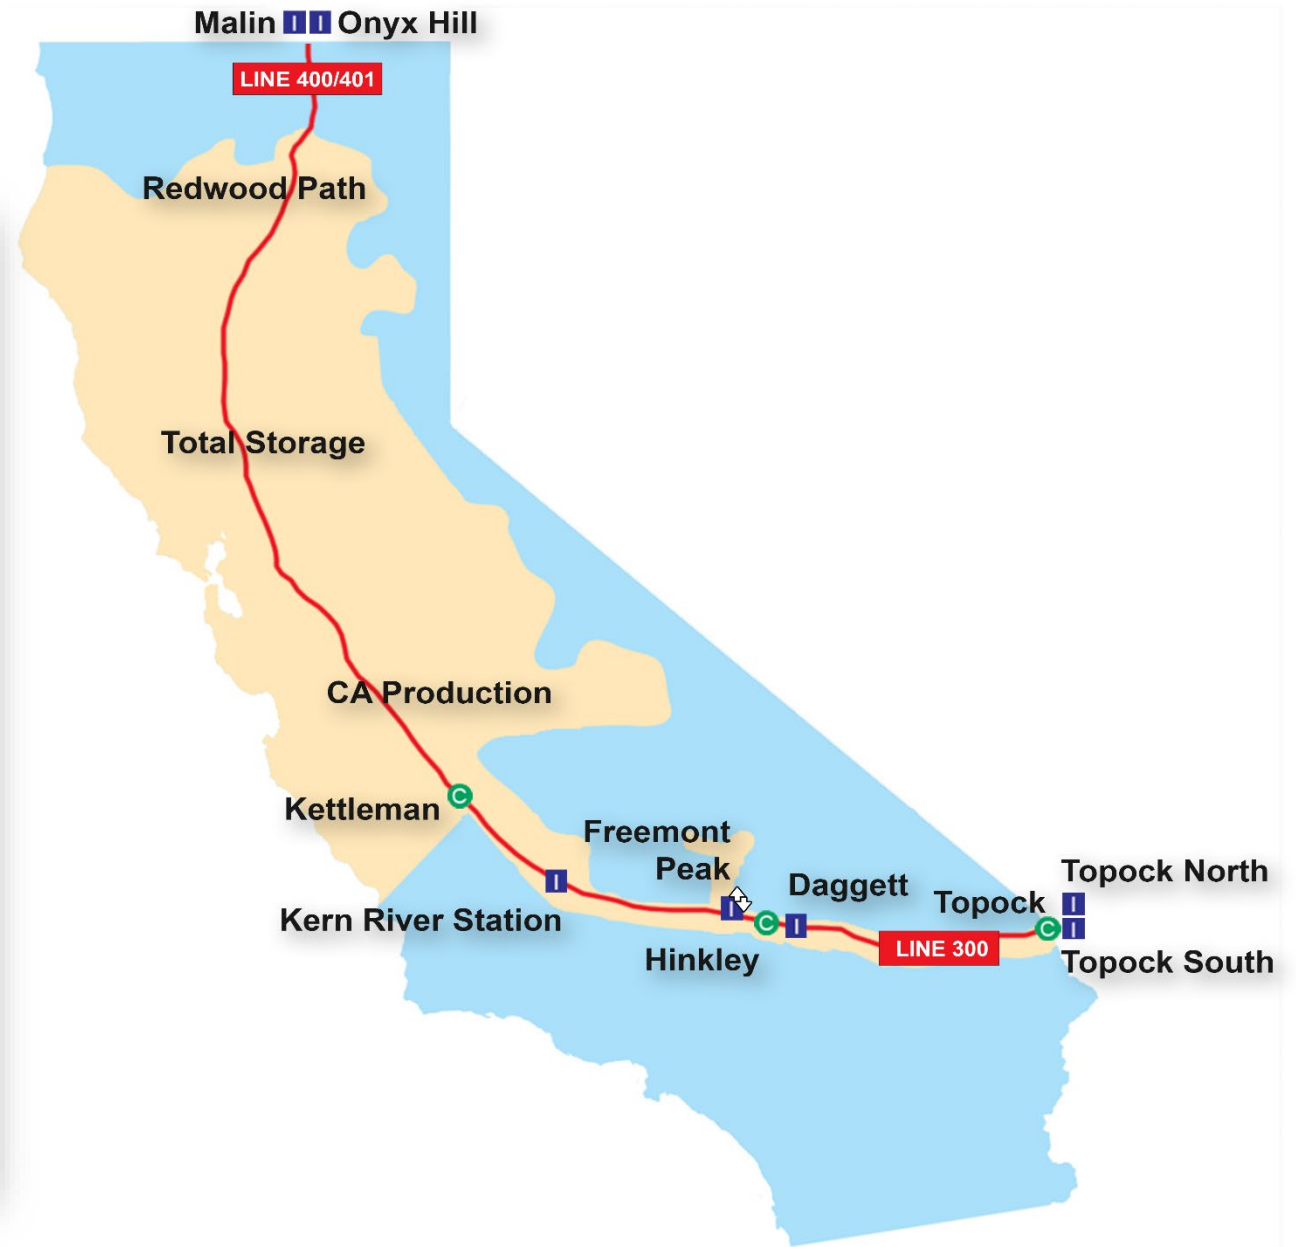 Malin I I Onyx Hill
LINE 400/401
Redwood Path
Total Storage
CA Production
C
Kettleman
I
Kern River Station
Freemont
Peak
I
C
Hinkley
I
Daggett
LINE 300
Topock
C
Topock North
I
I
Topock South